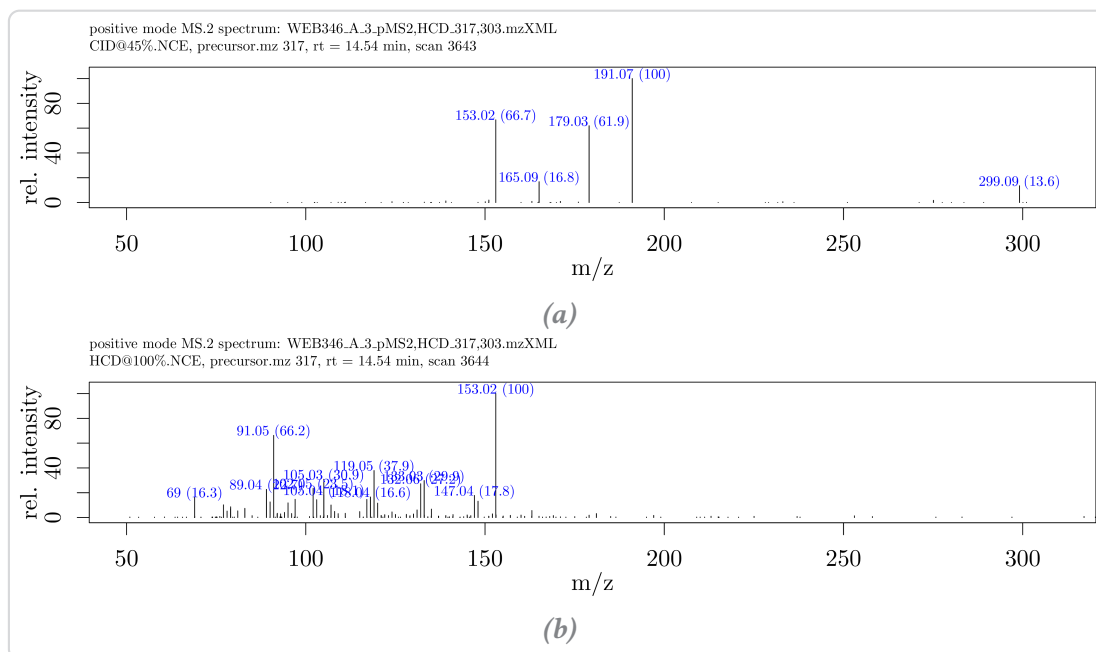 positive mode MS.2 spectrum: WEB346_A_3_pMS2,HCD_317,303.mzXML
CID@45%.NCE, precursor.mz 317, rt = 14.54 min, scan 3643
191.07 (100)
153.02 (66.7)
179.03 (61.9)
165.09 (16.8)
299.09 (13.6)
rel. intensity
0 40 80
50 100 150 200 250 300
m/z
(a)
positive mode MS.2 spectrum: WEB346_A_3_pMS2,HCD_317,303.mzXML
HCD@100%.NCE, precursor.mz 317, rt = 14.54 min, scan 3644
153.02 (100)
91.05 (66.2)
119.05 (37.9)
105.03 (30.9)
69 (16.3)
89.04
147.04 (17.8)
rel. intensity
0 40 80
50 100 150 200 250 300
m/z
(b)